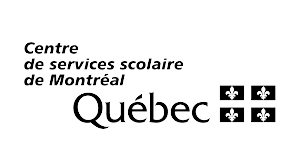 Centre
de services scolaire
de Montréal
Québec